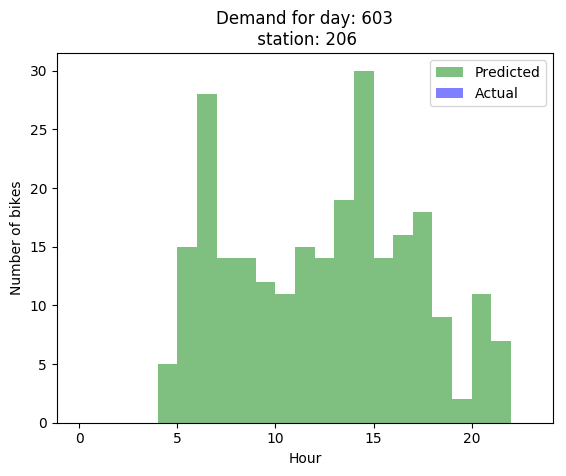 Demand for day: 603
station: 206
Predicted
Actual
30
25
20
15
10
5
0
Number of bikes
0 5 10 15 20
Hour